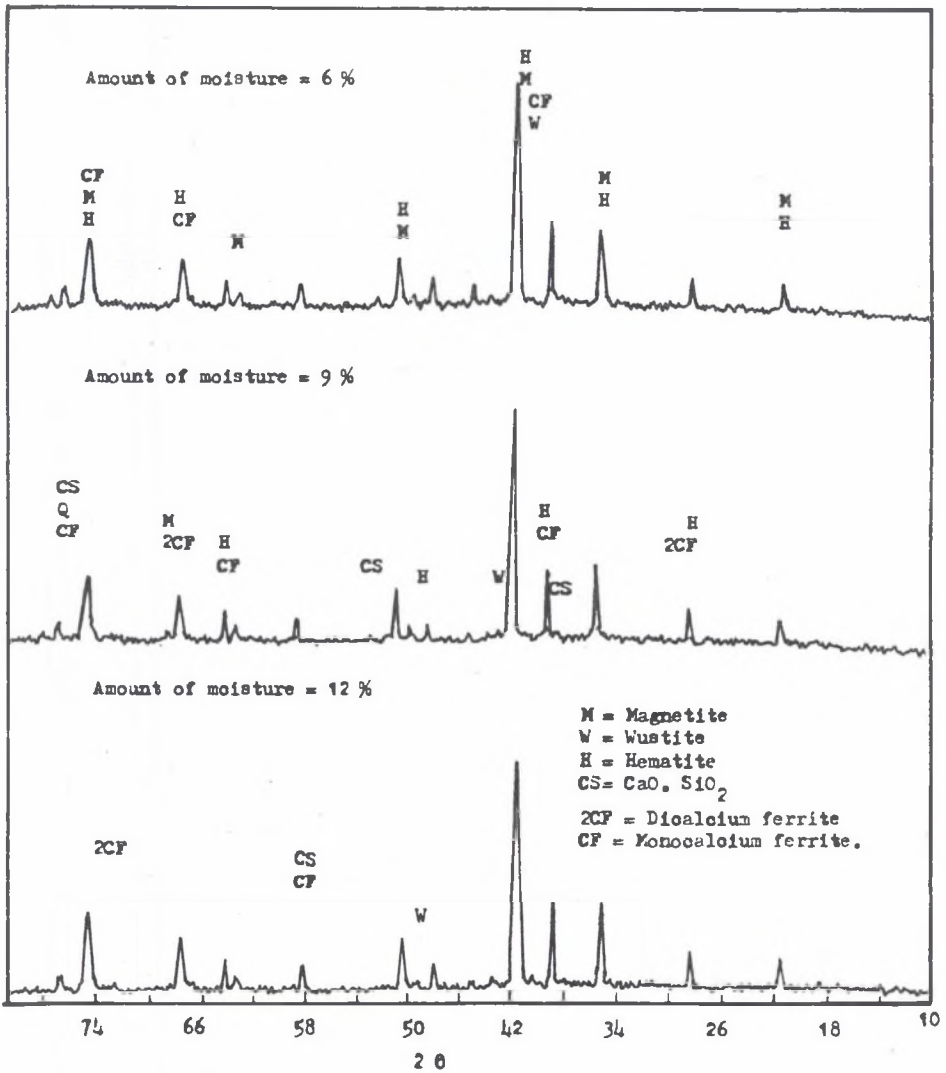 Amount of moisture = 6 %
H
M
CF
W
CF
M
H
H
CF
M
H
M
M
H
M
H
Amount of moisture = 9 %
CS
Q
CF
M
2CF
H
CF
CS
H
W
H
CF
CS
H
2CF
Amount of moisture = 12 %
M = Magnetite
W = Wustite
H = Hematite
CS= CaO. SiO2
2CF = Dicalcium ferrite
CF = Monocalcium ferrite.
2CF
CS
CF
W
74 66 58 50 42 34 26 18 10
2 θ